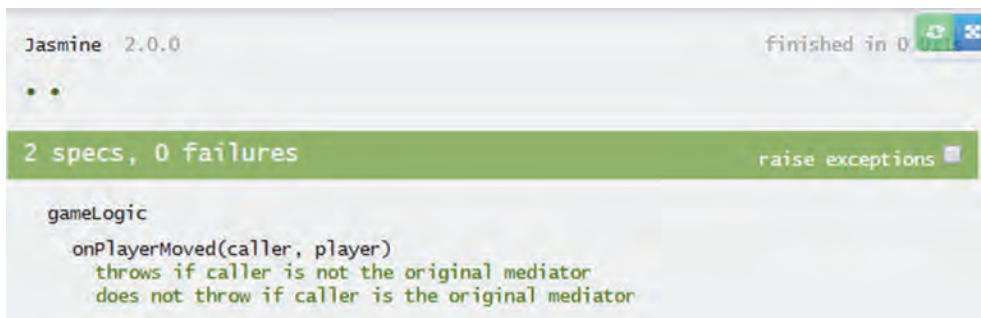 Jasmine 2.0.0
finished in 0
2 specs, 0 failures
raise exceptions
gameLogic
onPlayerMoved(caller, player)
throws if caller is not the original mediator
does not throw if caller is the original mediator